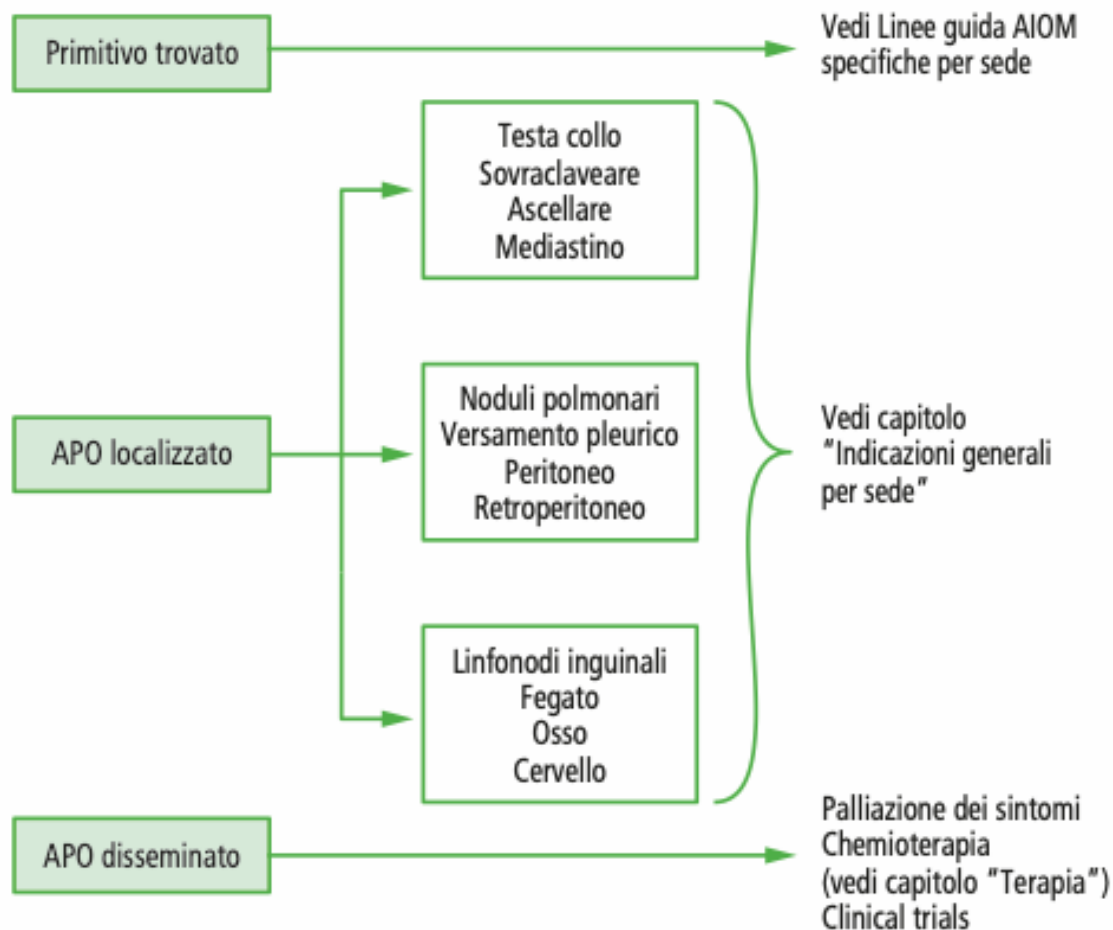 Primitivo trovato
Vedi Linee guida AIOM
specifiche per sede
Testa collo
Sovraclaveare
Ascellare
Mediastino
APO localizzato
Noduli polmonari
Versamento pleurico
Peritoneo
Retroperitoneo
Vedi capitolo
"Indicazioni generali
per sede"
Linfonodi inguinali
Fegato
Osso
Cervello
APO disseminato
Palliazione dei sintomi
Chemioterapia
(vedi capitolo "Terapia")
Clinical trials